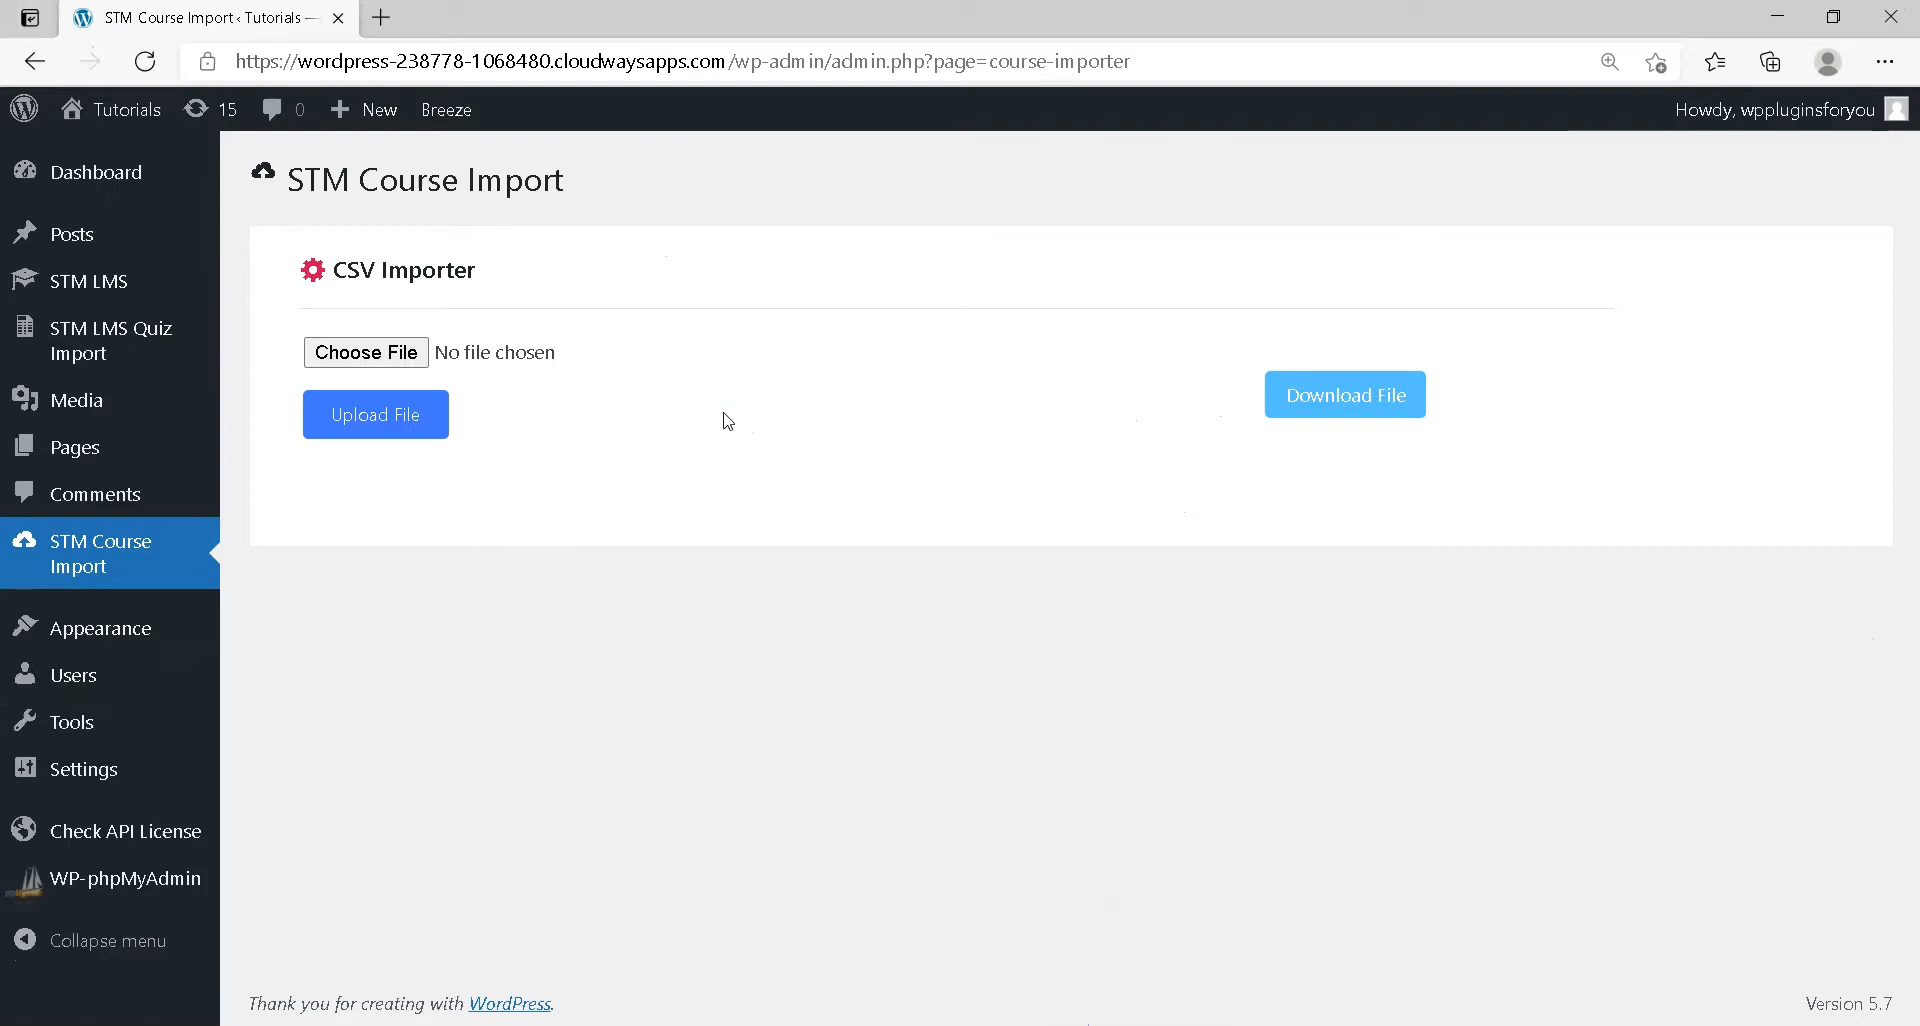 STM Course Import ‹ Tutorials —
https://wordpress-238778-1068480.cloudwaysapps.com/wp-admin/admin.php?page=course-importer
Tutorials 15 0 New Breeze Howdy, wppluginsforyou
Dashboard
Posts
STM LMS
STM LMS Quiz
Import
Media
Pages
Comments
STM Course
Import
Appearance
Users
Tools
Settings
Check API License
WP-phpMyAdmin
Collapse menu
STM Course Import
CSV Importer
Choose File No file chosen
Upload File
Download File
Thank you for creating with WordPress.
Version 5.7